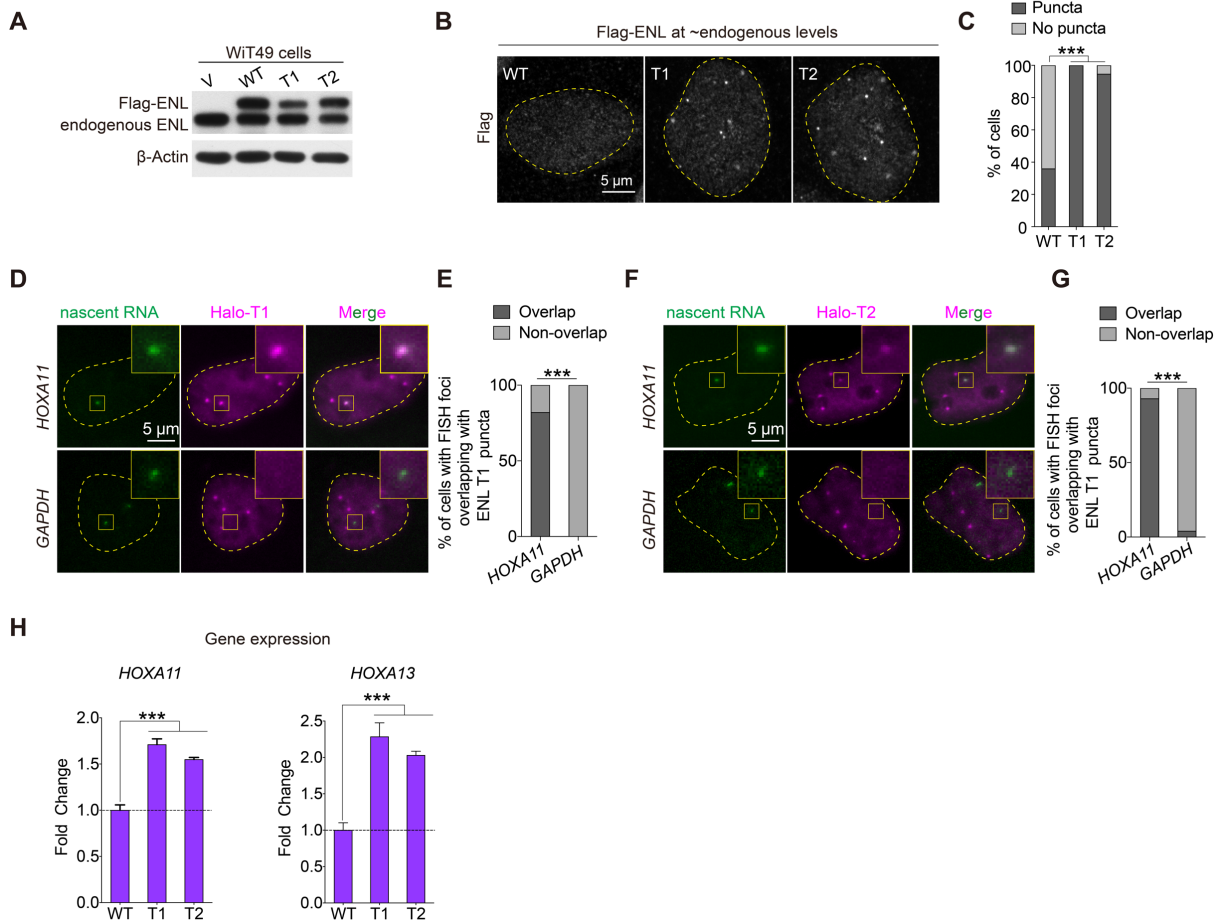 A
WiT49 cells
V WT T1 T2
Flag-ENL
endogenous ENL
β-Actin
B
Flag-ENL at ~endogenous levels
Flag
WT
T1
T2
5 μm
C
Puncta
No puncta
***
% of cells
100
80
60
40
20
0
WT T1 T2
D
nascent RNA Halo-T1 Merge
HOXA11
5 μm
GAPDH
E
Overlap
Non-overlap
***
% of cells with FISH foci
overlapping with
ENL T1 puncta
100
50
0
HOXA11 GAPDH
F
nascent RNA Halo-T2 Merge
HOXA11
5 μm
GAPDH
G
Overlap
Non-overlap
***
% of cells with FISH foci
overlapping with
ENL T1 puncta
100
50
0
HOXA11 GAPDH
H
Gene expression
HOXA11
***
Fold Change
2.0
1.5
1.0
0.5
0.0
WT T1 T2
HOXA13
***
Fold Change
2.5
2.0
1.5
1.0
0.5
0.0
WT T1 T2